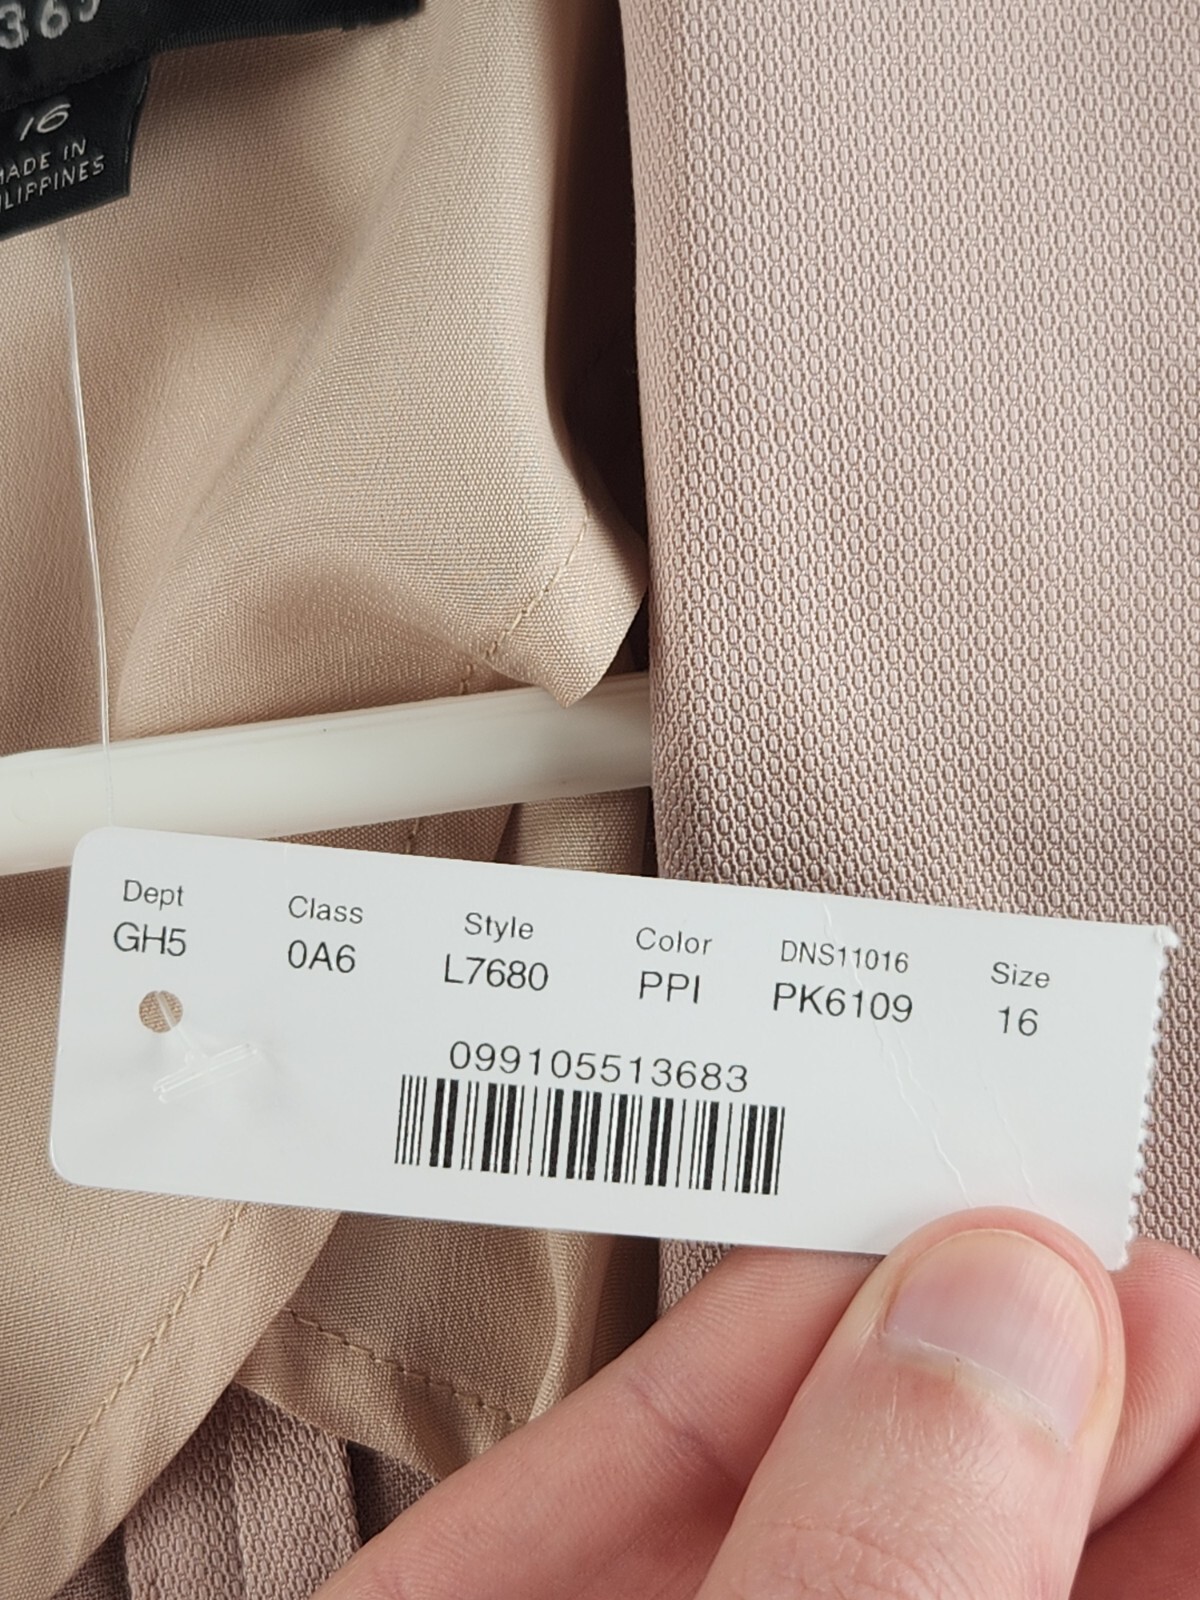 16
MADE IN
Dept Class Style Color DNS11016 Size
GH5 0A6 L7680 PPI PK6109 16
099105513683